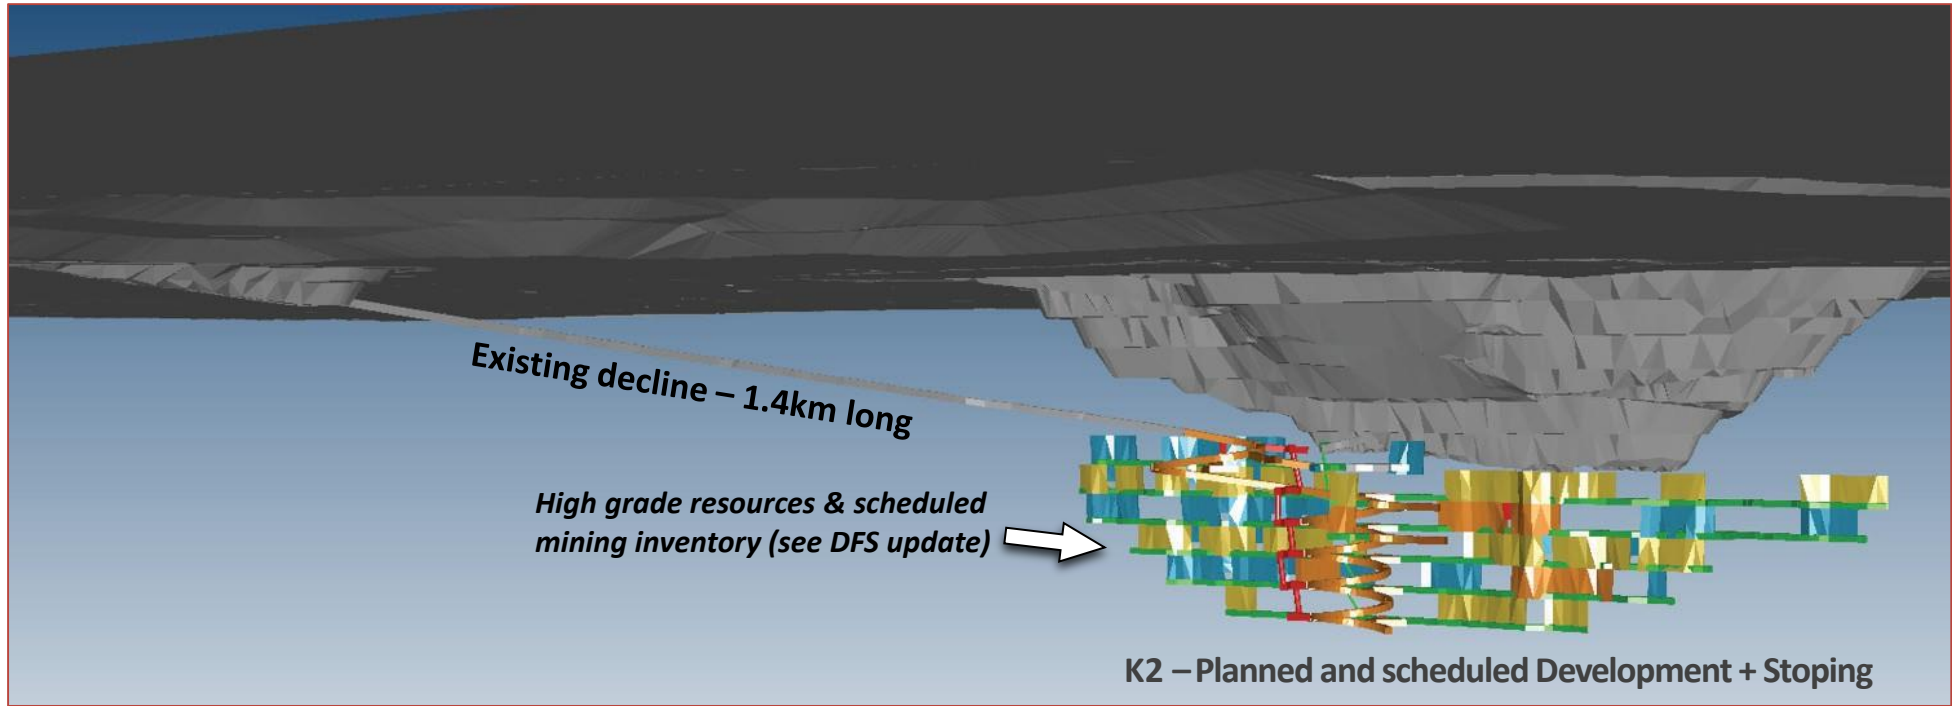 Existing decline – 1.4km long
High grade resources & scheduled
mining inventory (see DFS update)
K2 – Planned and scheduled Development + Stoping